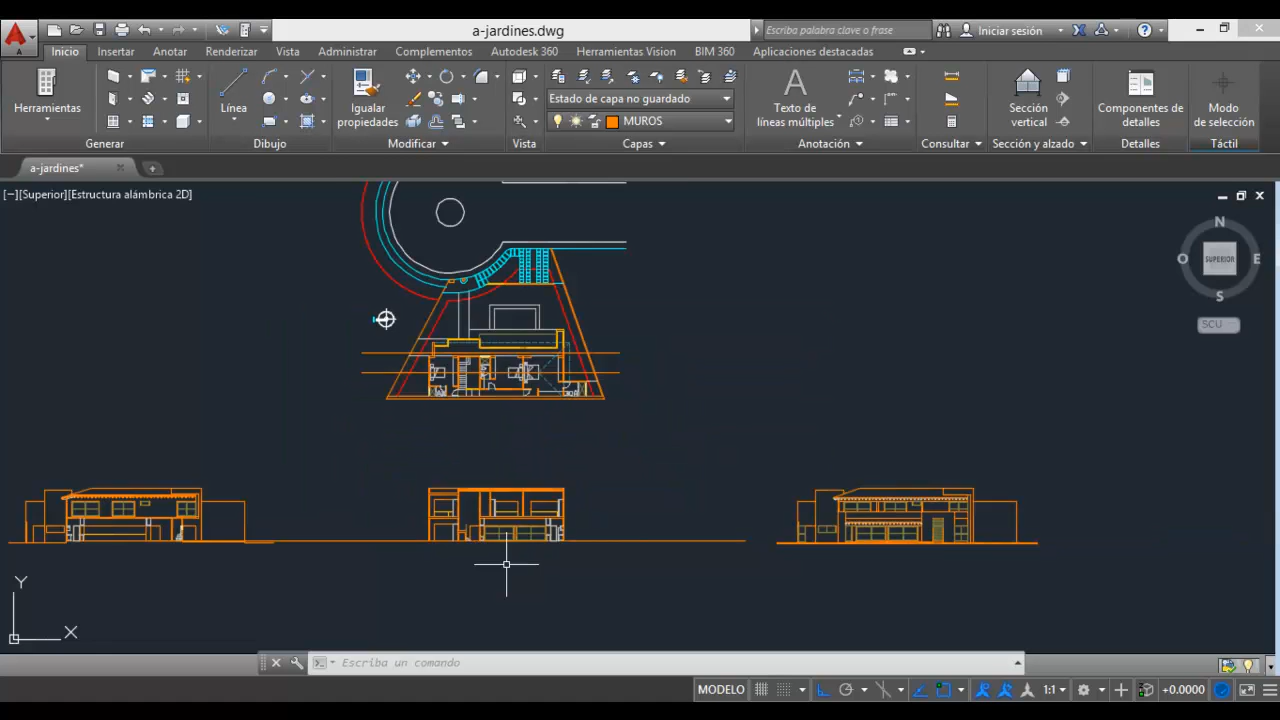 a-jardines.dwg
Escriba palabra clave o frase
Iniciar sesión
A
Inicio Insertar Anotar Renderizar Vista Administrar Complementos Autodesk 360 Herramientas Vision BIM 360 Aplicaciones destacadas
Estado de capa no guardado
MUROS
Herramientas
Línea
Igualar
propiedades
Texto de
líneas múltiples
Sección
vertical
Componentes de
detalles
Modo
de selección
General Dibujo Modificar Vista Capas Anotación Consultar Sección y alzado Detalles Táctil
a-jardines*
[−][Superior][Estructura alámbrica 2D]
N
O SUPERIOR E
S
SCU
Y
X
Escriba un comando
MODELO 1:1 +0.0000